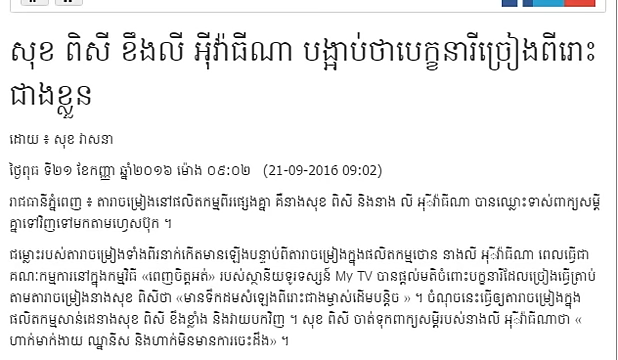 សុខ ពិសី ខឹងលី អ៊ីវ៉ាធីណា បង្អាប់ថាបេក្ខនារីច្រៀងពីរោះ
ជាងខ្លួន
ដោយ ៖ សុខ វាសនា
ថ្ងៃពុធ ទី២១ ខែកញ្ញា ឆ្នាំ២០១៦ ម៉ោង ០៩:០២ (21-09-2016 09:02)
រាជធានីភ្នំពេញ ៖ តារាចម្រៀងនៅផលិតកម្មពីរផ្សេងគ្នា គឺនាងសុខ ពិសី និងនាង លី អុីវ៉ាធីណា បានឈ្លោះទាស់ពាក្យសម្ដី
គ្នាទៅវិញទៅមកតាមហ្វេសប៊ុក ។
ជម្លោះរបស់តារាចម្រៀងទាំងពីរនាក់កើតមានឡើងបន្ទាប់ពីតារាចម្រៀងក្នុងផលិតកម្មថោន នាងលី អុីវ៉ាធីណា ពេលធ្វើជា
គណ:កម្មការនៅក្នុងកម្មវិធី «ពេញចិត្តអត់» របស់ស្ថានីយទូរទស្សន៍ My TV បានផ្ដល់មតិចំពោះបេក្ខនារីដែលច្រៀងធ្វើត្រាប់
តាមតារាចម្រៀងនាងសុខ ពិសីថា «មានទឹកដមសំឡេងពីរោះជាងម្ចាស់ដើមបន្តិច » ។ ចំណុចនេះធ្វើឲ្យតារាចម្រៀងក្នុង
ផលិតកម្មសាន់ដេនាងសុខ ពិសី ខឹងខ្លាំង និងវាយបកវិញ ។ សុខ ពិសី ចាត់ទុកពាក្យសម្ដីរបស់នាងលី អុីវ៉ាធីណាថា «
ហាក់មាក់ងាយ ឈ្នានីស និងហាក់មិនមានការចេះដឹង» ។